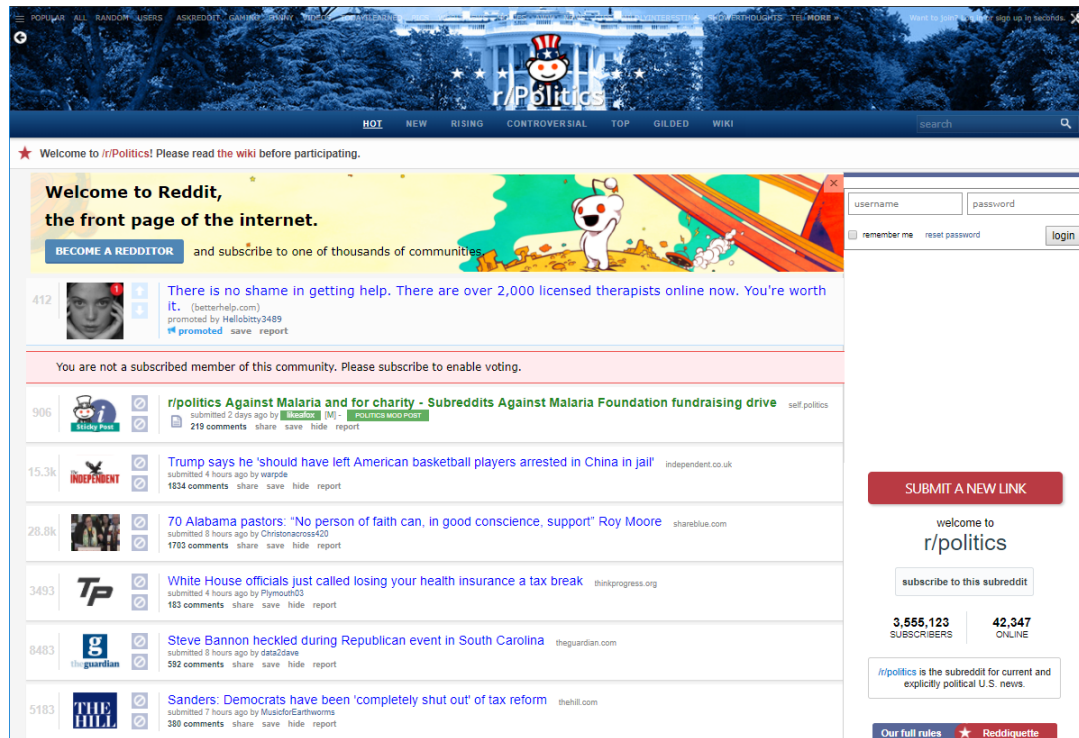 POPULAR ALL RANDOM USERS ASKREDDIT GAMING FUNNY SHOWERTHOUGHTS TEL MORE »
Want to join? Log in or sign up in seconds.
r/Politics
HOT NEW RISING CONTROVERSIAL TOP GILDED WIKI
search
Welcome to /r/Politics! Please read the wiki before participating.
Welcome to Reddit,
the front page of the internet.
BECOME A REDDITOR and subscribe to one of thousands of communities.
×
username password
remember me reset password login
412
1
There is no shame in getting help. There are over 2,000 licensed therapists online now. You're worth
it. (betterhelp.com)
promoted by Hellobitty3489
promoted save report
You are not a subscribed member of this community. Please subscribe to enable voting.
906
i
Sticky Post
r/politics Against Malaria and for charity - Subreddits Against Malaria Foundation fundraising drive self.politics
submitted 2 days ago by likeafox [M] - POLITICS MOD POST
219 comments share save hide report
15.3k
The
INDEPENDENT
Trump says he 'should have left American basketball players arrested in China in jail' independent.co.uk
submitted 4 hours ago by warpde
1834 comments share save hide report
28.8k
70 Alabama pastors: “No person of faith can, in good conscience, support” Roy Moore shareblue.com
submitted 8 hours ago by Christonacross420
1703 comments share save hide report
3493
TP
White House officials just called losing your health insurance a tax break thinkprogress.org
submitted 4 hours ago by Plymouth03
183 comments share save hide report
8483
g
theguardian
Steve Bannon heckled during Republican event in South Carolina theguardian.com
submitted 8 hours ago by data2dave
592 comments share save hide report
5183
THE
HILL
Sanders: Democrats have been 'completely shut out' of tax reform thehill.com
submitted 7 hours ago by MusicforEarthworms
380 comments share save hide report
SUBMIT A NEW LINK
welcome to
r/politics
subscribe to this subreddit
3,555,123 42,347
SUBSCRIBERS ONLINE
/r/politics is the subreddit for current and
explicitly political U.S. news.
Our full rules Reddiquette